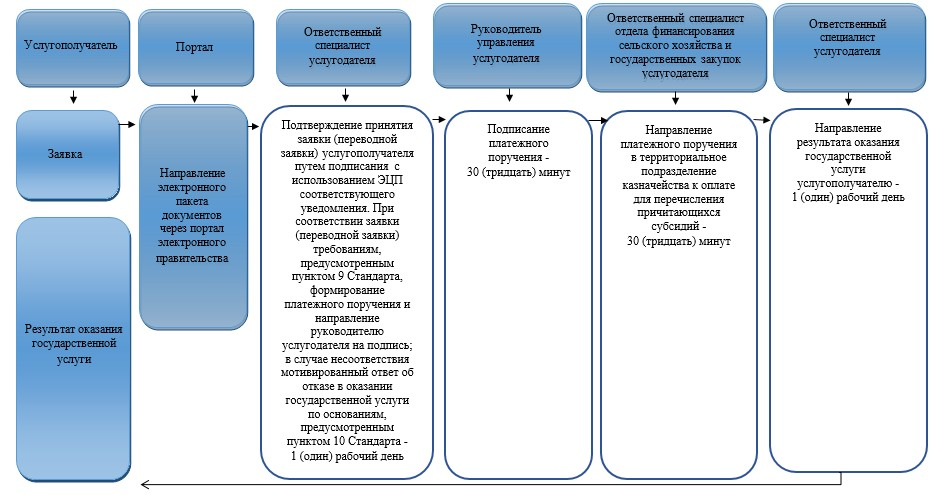 Услугополучатель
Портал
Ответственный
специалист
услугодателя
Руководитель
управления
услугодателя
Ответственный специалист
отдела финансирования
сельского хозяйства и
государственных закупок
услугодателя
Ответственный
специалист
услугодателя
Заявка
Направление
электронного
пакета
документов
через портал
электронного
правительства
Подтверждение принятия
заявки (переводной
заявки) услугополучателя
путем подписания с
использованием ЭЦП
соответствующего
уведомления. При
соответствии заявки
(переводной заявки)
требованиям,
предусмотренным
пунктом 9 Стандарта,
формирование
платежного поручения и
направление
руководителю
услугодателя на подпись;
в случае несоответствия
мотивированный ответ об
отказе в оказании
государственной услуги
по основаниям,
предусмотренным
пунктом 10 Стандарта -
1 (один) рабочий день
Подписание
платежного
поручения -
30 (тридцать) минут
Направление
платежного поручения
в территориальное
подразделение
казначейства к оплате
для перечисления
причитающихся
субсидий -
30 (тридцать) минут
Направление
результата оказания
государственной
услуги
услугополучателю -
1 (один) рабочий день
Результат оказания
государственной
услуги